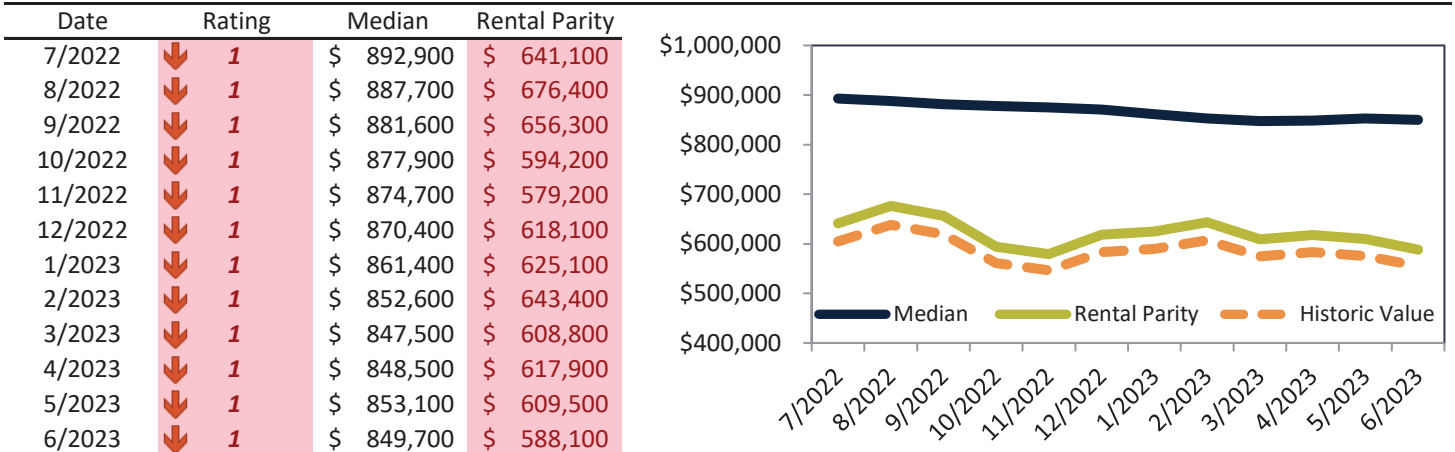 Date Rating Median Rental Parity
7/2022 1 $ 892,900 $ 641,100
8/2022 1 $ 887,700 $ 676,400
9/2022 1 $ 881,600 $ 656,300
10/2022 1 $ 877,900 $ 594,200
11/2022 1 $ 874,700 $ 579,200
12/2022 1 $ 870,400 $ 618,100
1/2023 1 $ 861,400 $ 625,100
2/2023 1 $ 852,600 $ 643,400
3/2023 1 $ 847,500 $ 608,800
4/2023 1 $ 848,500 $ 617,900
5/2023 1 $ 853,100 $ 609,500
6/2023 1 $ 849,700 $ 588,100
$1,000,000
$900,000
$800,000
$700,000
$600,000
$500,000
$400,000
Median Rental Parity Historic Value
7/2022 8/2022 9/2022 10/2022 11/2022 12/2022 1/2023 2/2023 3/2023 4/2023 5/2023 6/2023